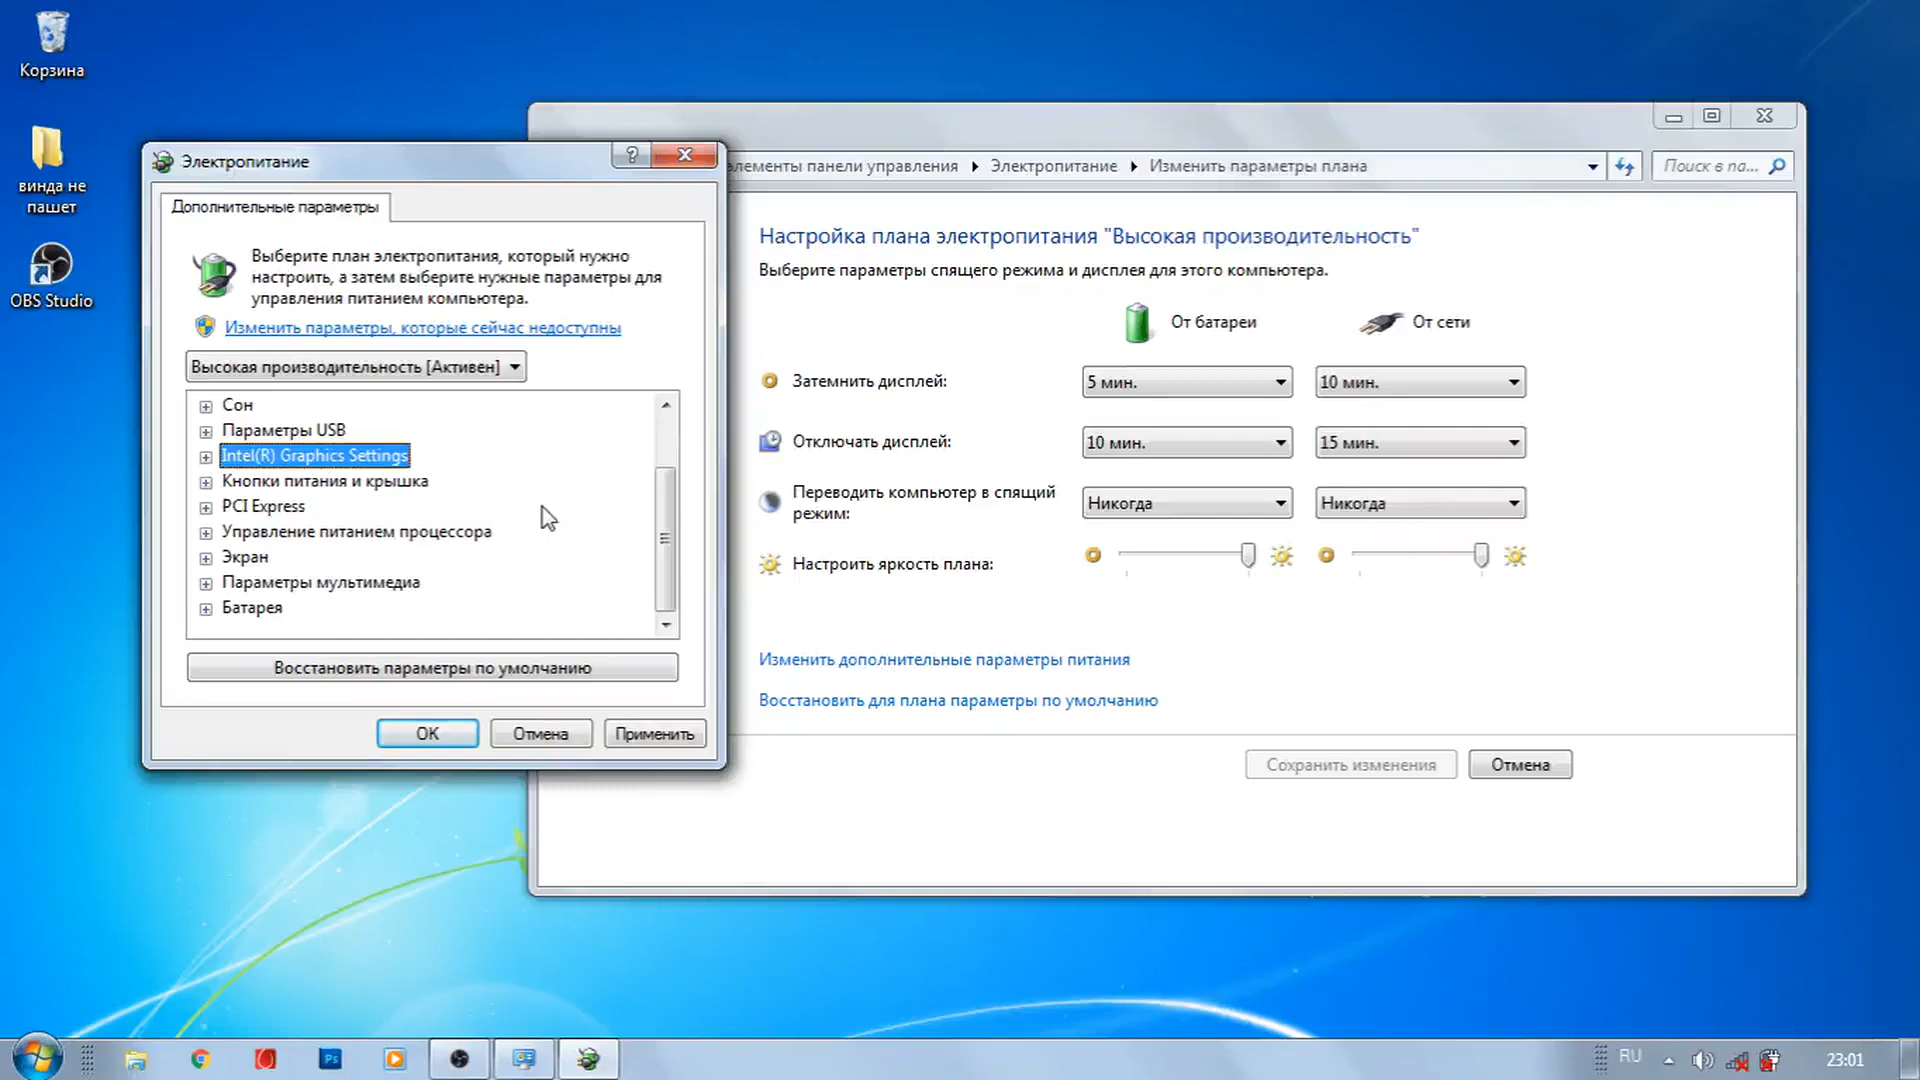 Корзина
винда не
пашет
OBS Studio
Электропитание
Дополнительные параметры
Выберите план электропитания, который нужно
настроить, а затем выберите нужные параметры для
управления питанием компьютера.
Изменить параметры, которые сейчас недоступны
Высокая производительность [Активен]
Сон
Параметры USB
Intel(R) Graphics Settings
Кнопки питания и крышка
PCI Express
Управление питанием процессора
Экран
Параметры мультимедиа
Батарея
Восстановить параметры по умолчанию
ОК
Отмена
Применить
элементы панели управления
Электропитание
Изменить параметры плана
Поиск в па...
Настройка плана электропитания "Высокая производительность"
Выберите параметры спящего режима и дисплея для этого компьютера.
От батареи
От сети
Затемнить дисплей:
5 мин.
10 мин.
Отключать дисплей:
10 мин.
15 мин.
Переводить компьютер в спящий
режим:
Никогда
Никогда
Настроить яркость плана:
Изменить дополнительные параметры питания
Восстановить для плана параметры по умолчанию
Сохранить изменения
Отмена
Ps
RU
23:01